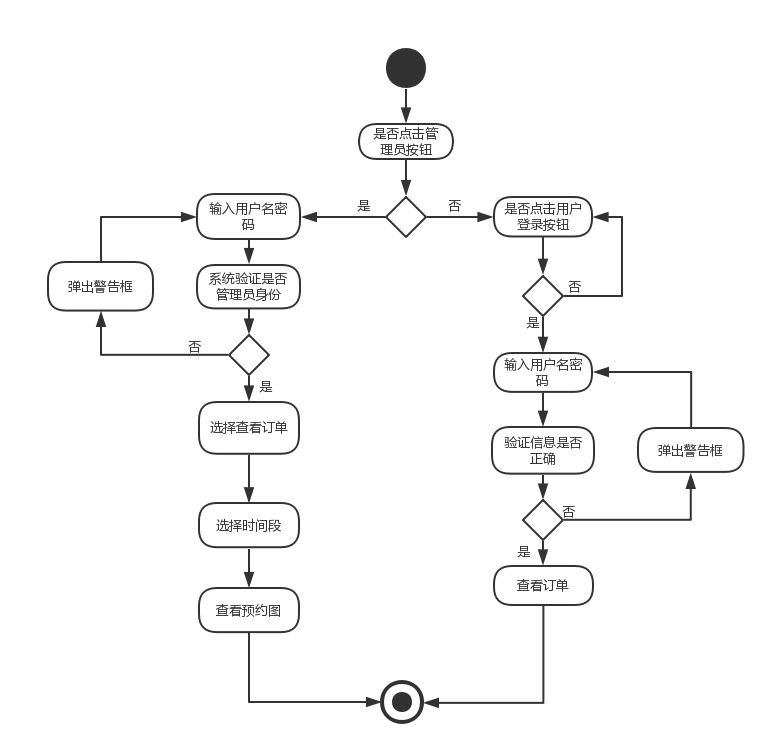 是否点击管
理员按钮
是
否
输入用户名密
码
是否点击用户
登录按钮
弹出警告框
系统验证是否
管理员身份
否
是
否
是
输入用户名密
码
选择查看订单
验证信息是否
正确
弹出警告框
选择时间段
否
是
查看订单
查看预约图